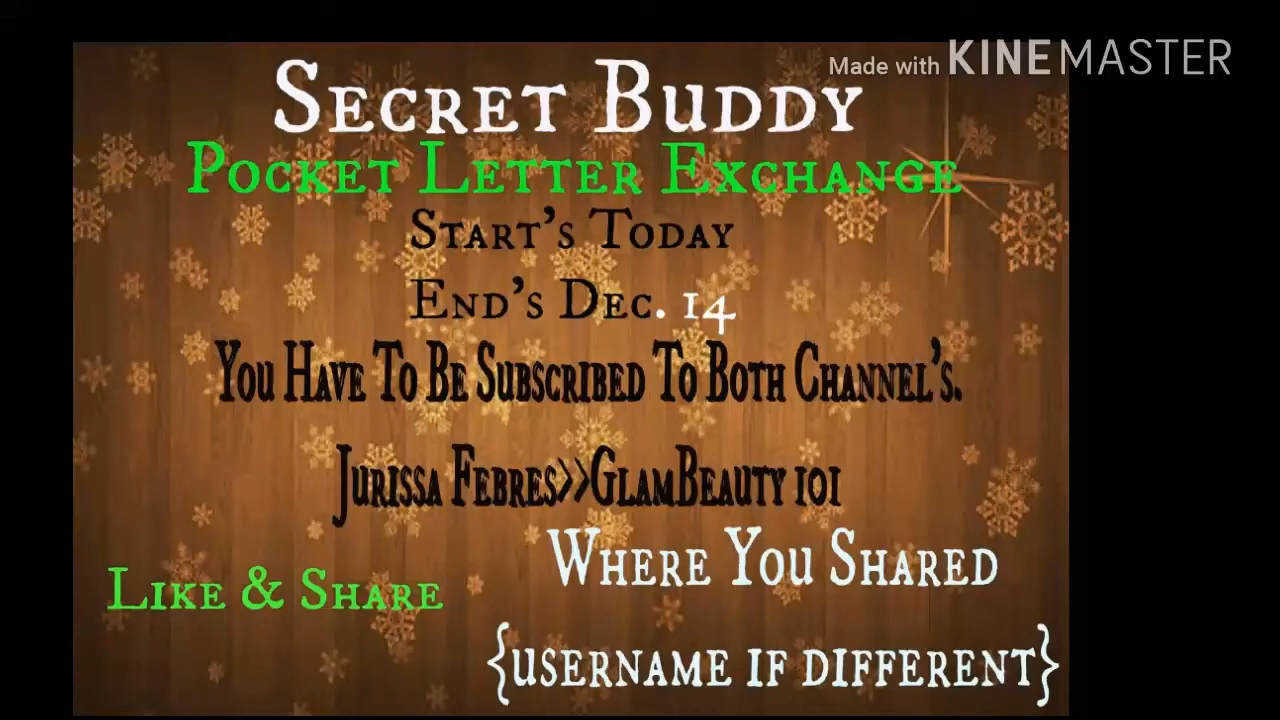 Made with KINEMASTER
SECRET BUDDY
POCKET LETTER EXCHANGE
START'S TODAY
END'S DEC. 14
YOU HAVE TO BE SUBSCRIBED TO BOTH CHANNEL'S.
JURISSA FEBRES>>GLAMBEAUTY 101
WHERE YOU SHARED
LIKE & SHARE
{USERNAME IF DIFFERENT}